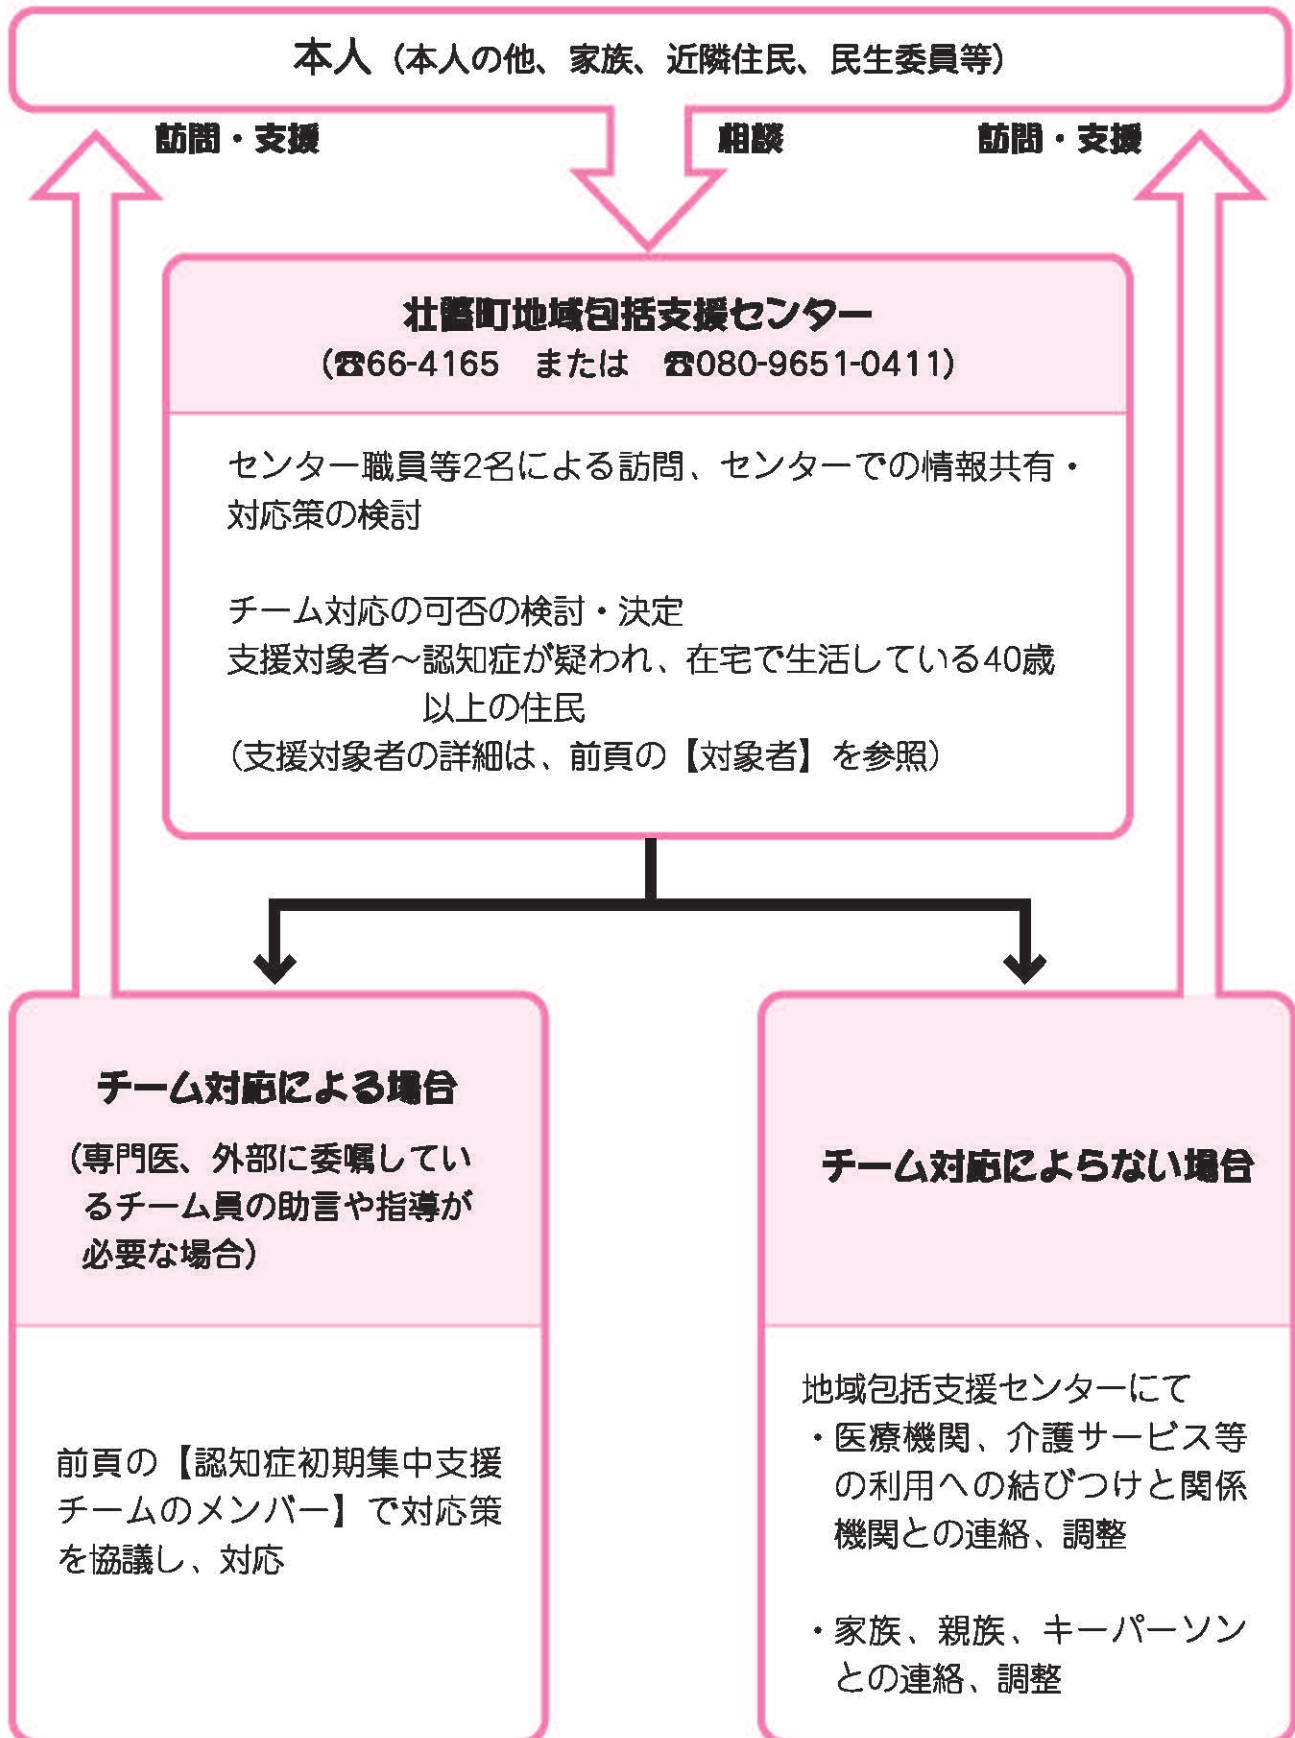 本人（本人の他、家族、近隣住民、民生委員等）
訪問・支援
相談
訪問・支援
壮瞥町地域包括支援センター
（☎66-4165　または　☎080-9651-0411）
センター職員等2名による訪問、センターでの情報共有・
対応策の検討
チーム対応の可否の検討・決定
支援対象者～認知症が疑われ、在宅で生活している40歳
以上の住民
（支援対象者の詳細は、前頁の【対象者】を参照）
チーム対応による場合
（専門医、外部に委嘱してい
るチーム員の助言や指導が
必要な場合）
前頁の【認知症初期集中支援
チームのメンバー】で対応策
を協議し、対応
チーム対応によらない場合
地域包括支援センターにて
・医療機関、介護サービス等
の利用への結びつけと関係
機関との連絡、調整
・家族、親族、キーパーソン
との連絡、調整